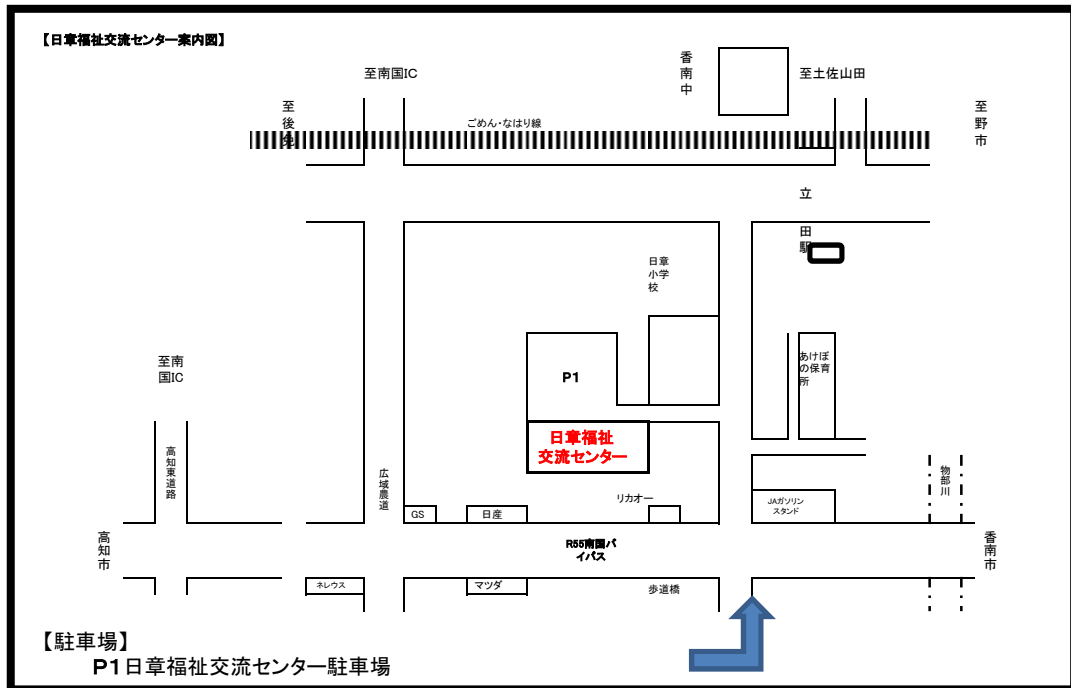 【日章福祉交流センター案内図】
至南国IC
香
南
中
至土佐山田
至
後
免
ごめん・なはり線
至
野
市
立
田
駅
日章
小学
校
至南
国IC
P1
あけぼ
の保育
所
日章福祉
交流センター
高知東道路
広域農道
物部川
リカオー
JAガソリン
スタンド
GS
日産
高
知
市
R55南国バ
イパス
香
南
市
ネレウス
マツダ
歩道橋
【駐車場】
P1日章福祉交流センター駐車場